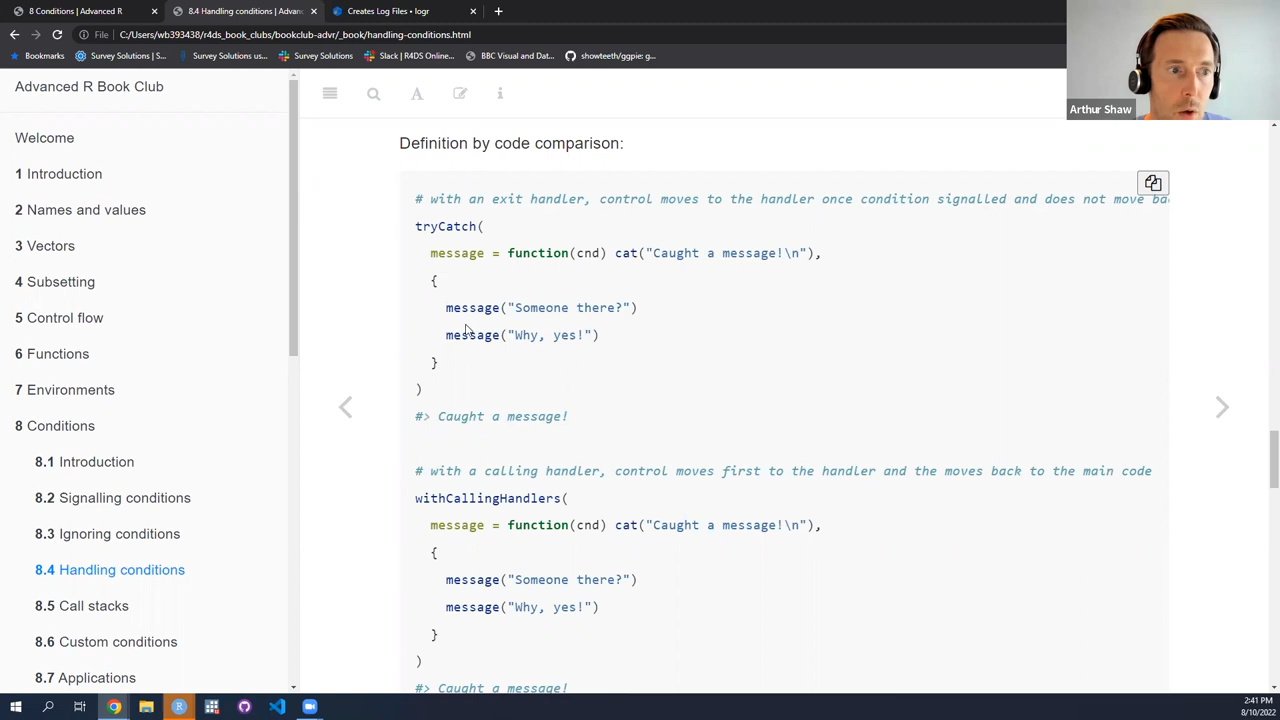 8 Conditions | Advanced R
8.4 Handling conditions | Advan
Creates Log Files • logr
File
C:/Users/wb393438/r4ds_book_clubs/bookclub-advr/_book/handling-conditions.html
Bookmarks
Survey Solutions | S...
Survey Solutions us...
Survey Solutions
Slack | R4DS Online...
BBC Visual and Dat...
showteeth/ggpie: g...
Arthur Shaw
Advanced R Book Club
Welcome
1 Introduction
2 Names and values
3 Vectors
4 Subsetting
5 Control flow
6 Functions
7 Environments
8 Conditions
8.1 Introduction
8.2 Signalling conditions
8.3 Ignoring conditions
8.4 Handling conditions
8.5 Call stacks
8.6 Custom conditions
8.7 Applications
Definition by code comparison:
# with an exit handler, control moves to the handler once condition signalled and does not move bac
tryCatch(
message = function(cnd) cat("Caught a message!\n"),
{
message("Someone there?")
message("Why, yes!")
}
)
#> Caught a message!
# with a calling handler, control moves first to the handler and the moves back to the main code
withCallingHandlers(
message = function(cnd) cat("Caught a message!\n"),
{
message("Someone there?")
message("Why, yes!")
}
)
#> Caught a message!
2:41 PM
8/10/2022